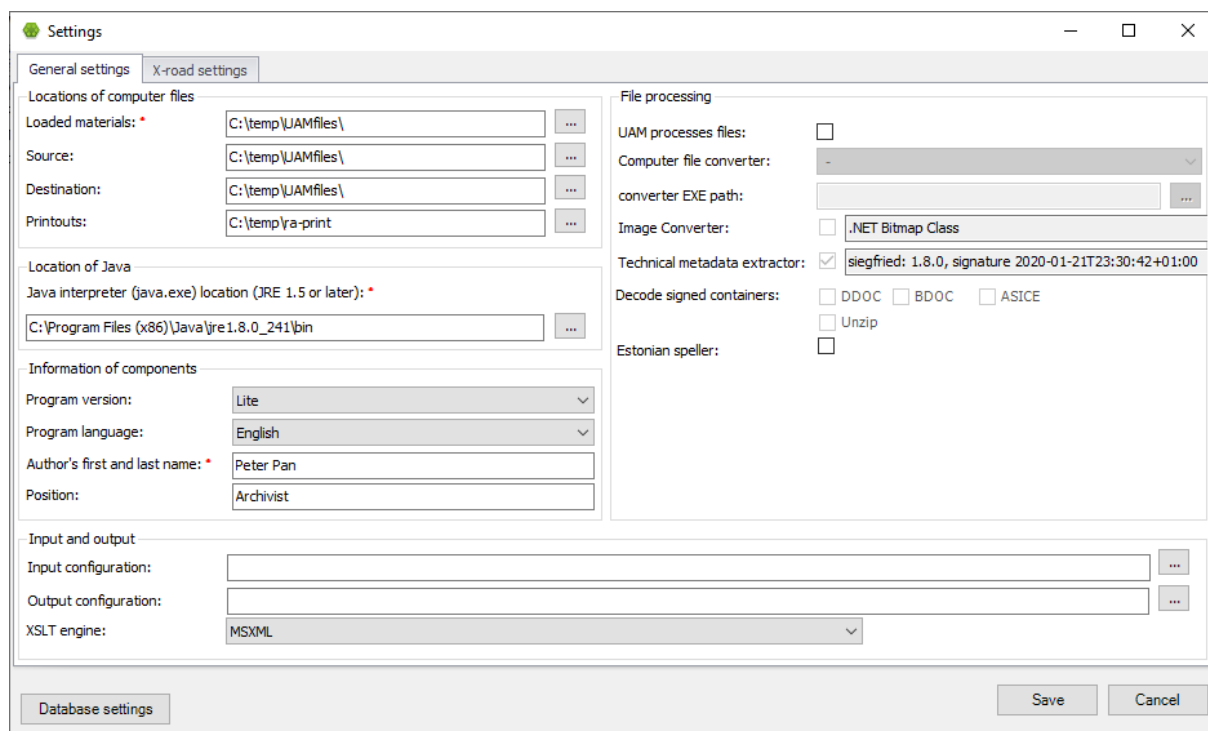 Settings
General settings
X-road settings
Locations of computer files
Loaded materials: * C:\temp\UAMfiles\ ...
Source: C:\temp\UAMfiles\ ...
Destination: C:\temp\UAMfiles\ ...
Printouts: C:\temp\ra-print ...
Location of Java
Java interpreter (java.exe) location (JRE 1.5 or later): *
C:\Program Files (x86)\Java\jre1.8.0_241\bin ...
Information of components
Program version: Lite
Program language: English
Author's first and last name: * Peter Pan
Position: Archivist
File processing
UAM processes files:
Computer file converter: -
converter EXE path: ...
Image Converter: .NET Bitmap Class
Technical metadata extractor: siegfried: 1.8.0, signature 2020-01-21T23:30:42+01:00
Decode signed containers: DDOC BDOC ASICE
Unzip
Estonian speller:
Input and output
Input configuration: ...
Output configuration: ...
XSLT engine: MSXML
Database settings
Save
Cancel